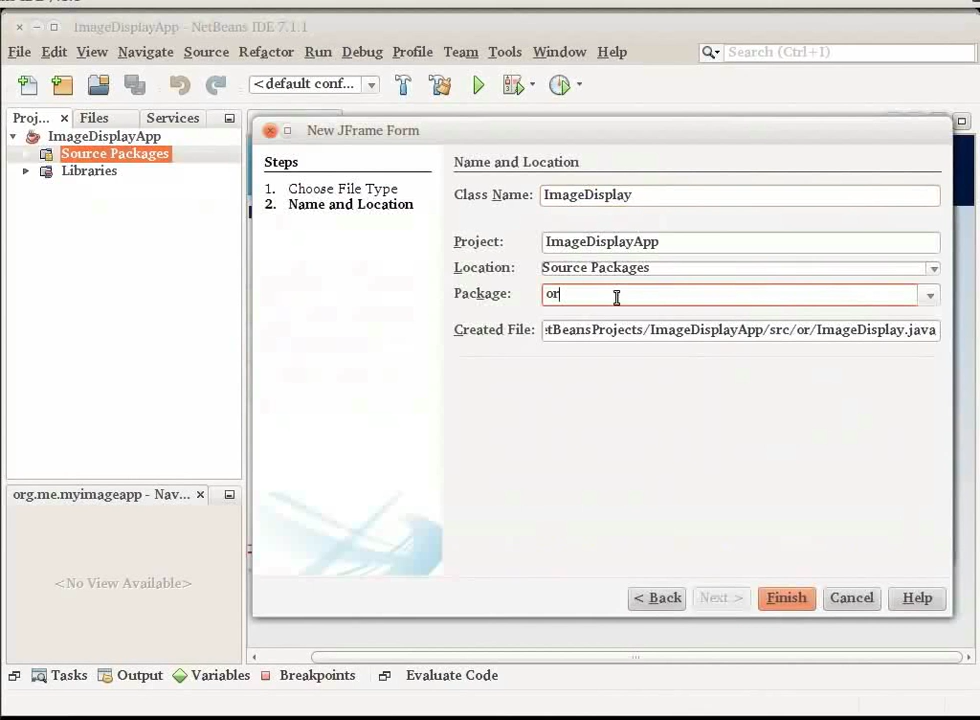 ImageDisplayApp - NetBeans IDE 7.1.1
File Edit View Navigate Source Refactor Run Debug Profile Team Tools Window Help
Search (Ctrl+I)
<default conf...
Proj... Files Services
ImageDisplayApp
Source Packages
Libraries
New JFrame Form
Steps
1. Choose File Type
2. Name and Location
Name and Location
Class Name: ImageDisplay
Project: ImageDisplayApp
Location: Source Packages
Package: or
Created File: tBeansProjects/ImageDisplayApp/src/or/ImageDisplay.java
org.me.myimageapp - Nav...
<No View Available>
< Back Next > Finish Cancel Help
Tasks Output Variables Breakpoints Evaluate Code